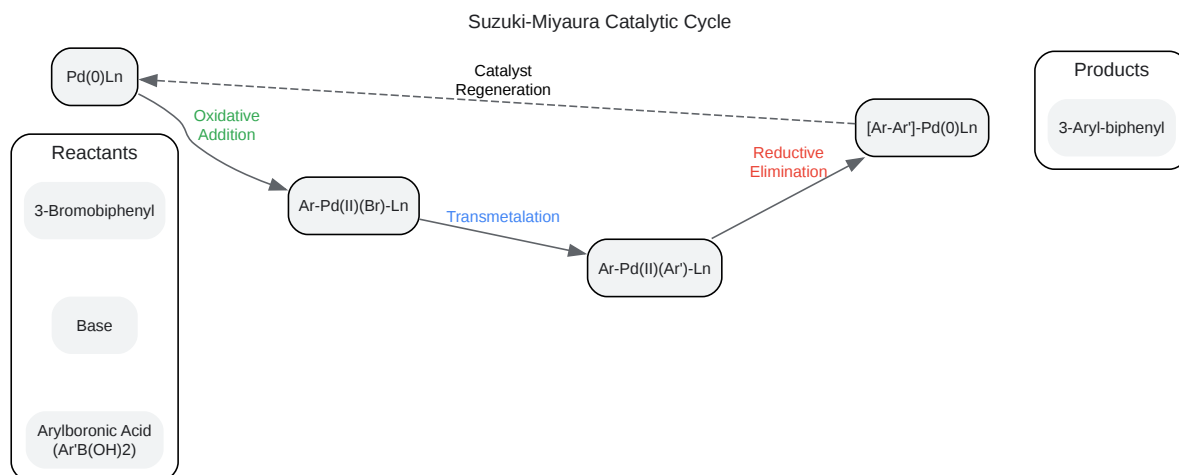 Suzuki-Miyaura Catalytic Cycle
Pd(0)Ln
Catalyst
Regeneration
Oxidative
Addition
[Ar-Ar']-Pd(0)Ln
Products
3-Aryl-biphenyl
Reactants
3-Bromobiphenyl
Base
Arylboronic Acid
(Ar'B(OH)2)
Ar-Pd(II)(Br)-Ln
Transmetalation
Ar-Pd(II)(Ar')-Ln
Reductive
Elimination